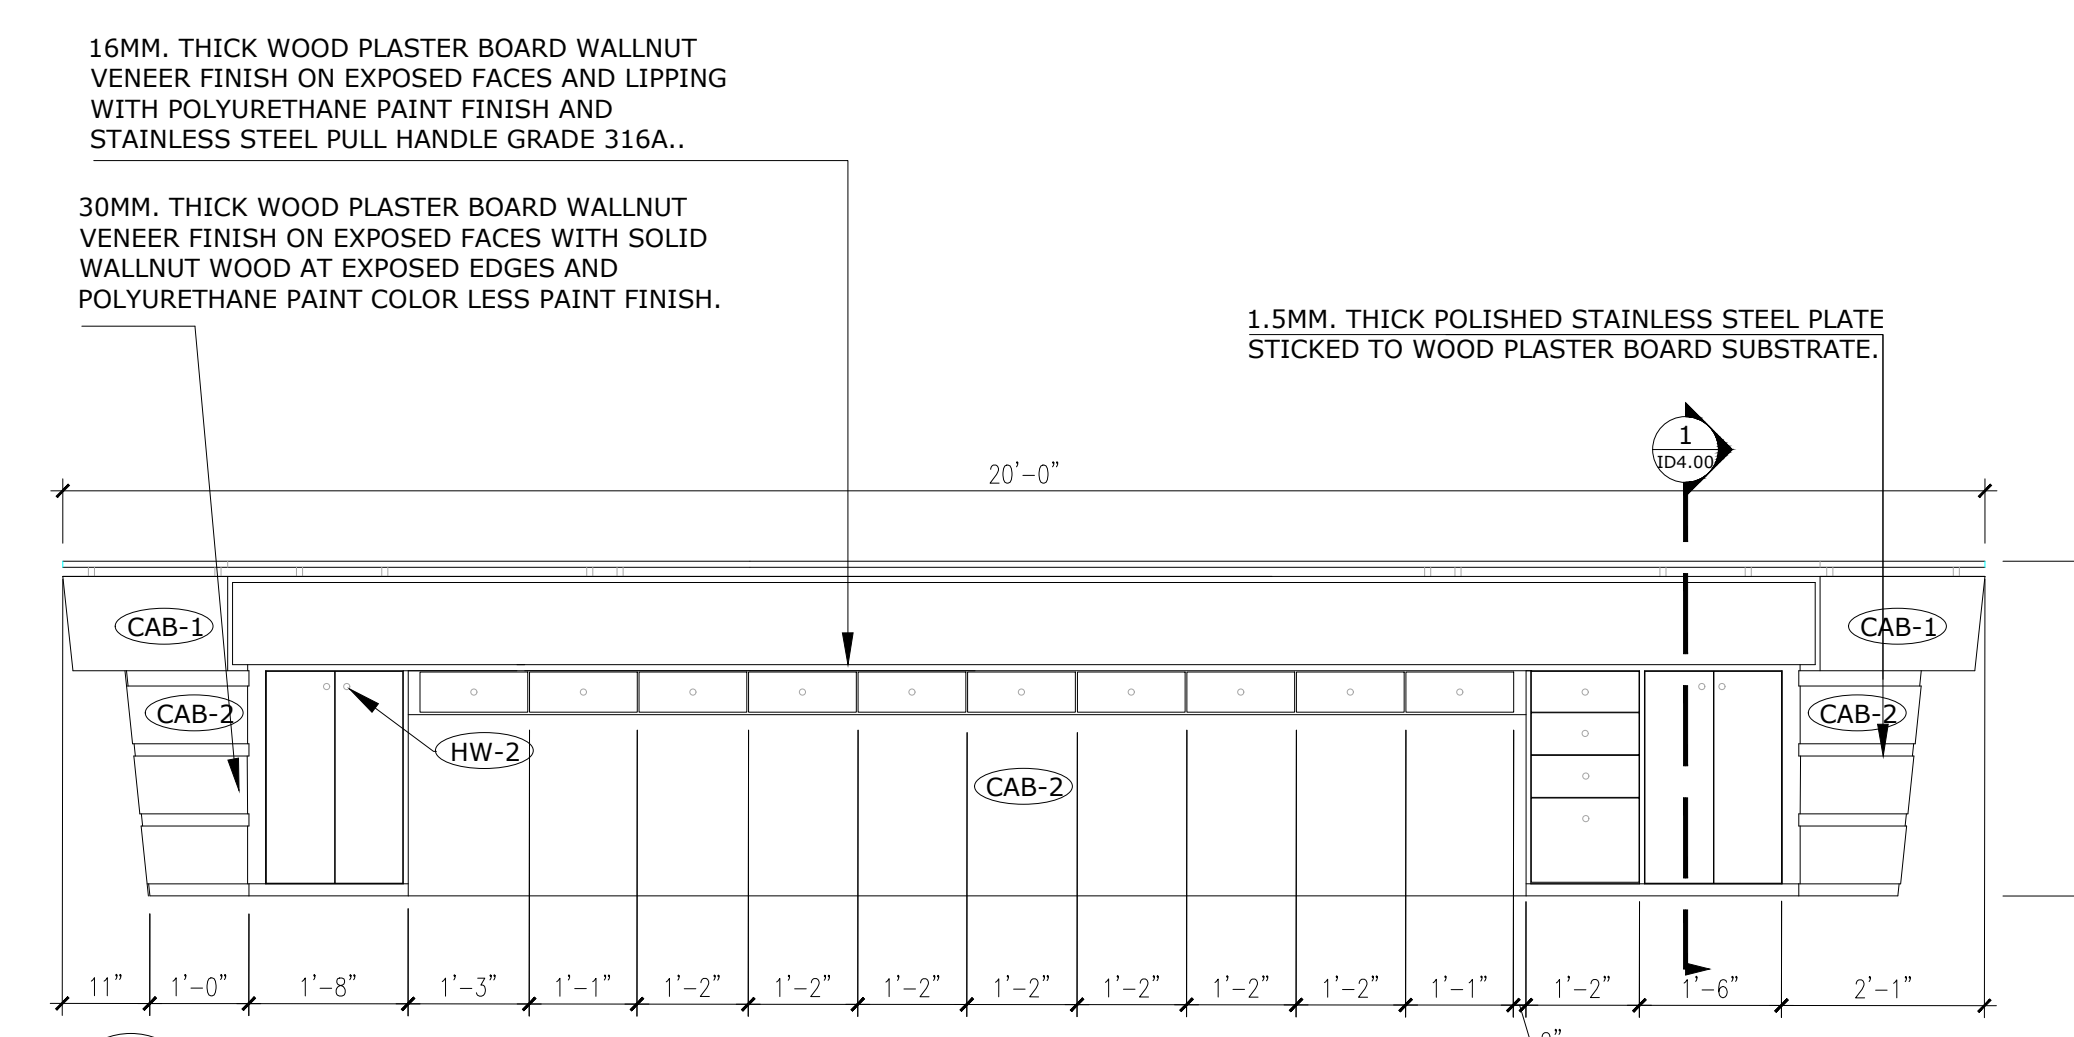 16MM. THICK WOOD PLASTER BOARD WALLNUT
VENEER FINISH ON EXPOSED FACES AND LIPPING
WITH POLYURETHANE PAINT FINISH AND
STAINLESS STEEL PULL HANDLE GRADE 316A..
30MM. THICK WOOD PLASTER BOARD WALLNUT
VENEER FINISH ON EXPOSED FACES WITH SOLID
WALLNUT WOOD AT EXPOSED EDGES AND
POLYURETHANE PAINT COLOR LESS PAINT FINISH.
1.5MM. THICK POLISHED STAINLESS STEEL PLATE
STICKED TO WOOD PLASTER BOARD SUBSTRATE.
1
ID4.00
20'-0"
CAB-1
CAB-1
CAB-2
CAB-2
HW-2
CAB-2
11" 1'-0" 1'-8" 1'-3" 1'-1" 1'-2" 1'-2" 1'-2" 1'-2" 1'-2" 1'-2" 1'-2" 1'-1" 1'-2" 1'-6" 2'-1"